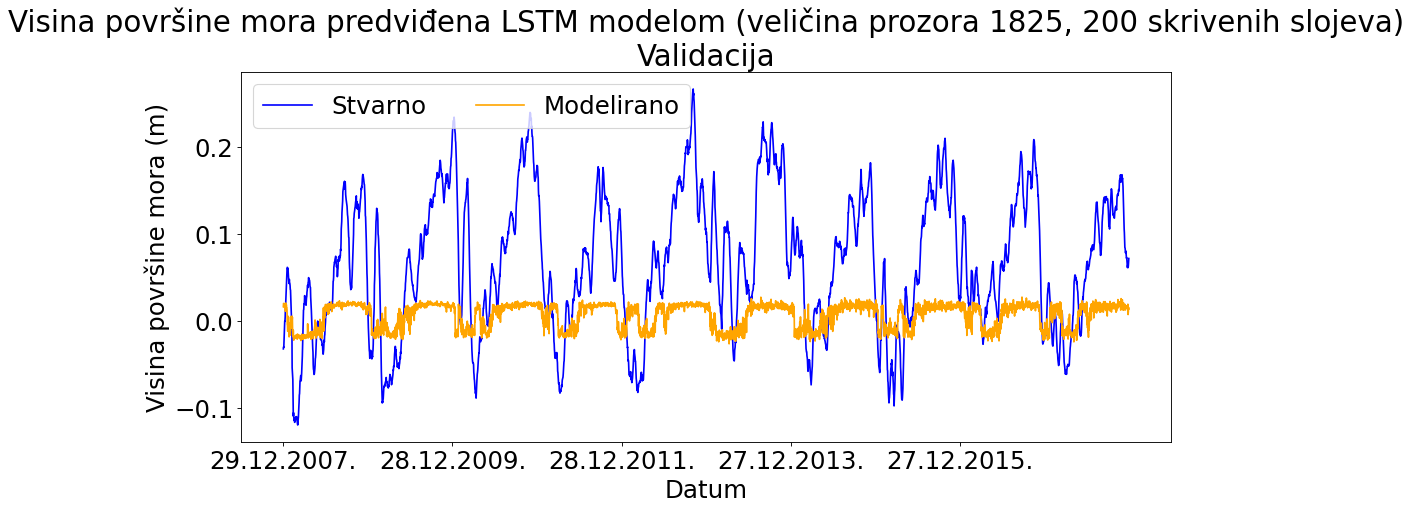 Visina površine mora predviđena LSTM modelom (veličina prozora 1825, 200 skrivenih slojeva)
Validacija
Stvarno Modelirano
Visina površine mora (m)
0.2
0.1
0.0
−0.1
29.12.2007. 28.12.2009. 28.12.2011. 27.12.2013. 27.12.2015.
Datum